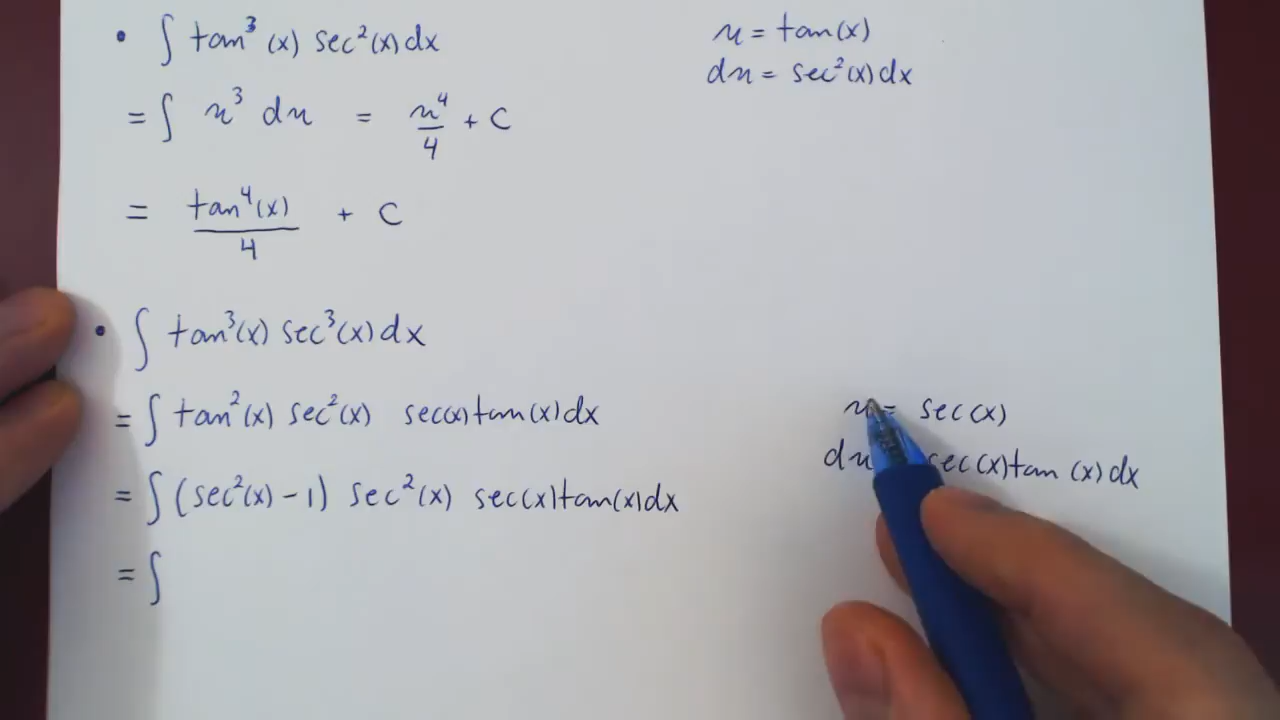 • ∫ tan³(x) sec²(x) dx
u = tan(x)
du = sec²(x) dx
= ∫ u³ du = u⁴/4 + C
= tan⁴(x)/4 + C
• ∫ tan³(x) sec³(x) dx
= ∫ tan²(x) sec²(x) sec(x) tan(x) dx
u = sec(x)
= ∫ (sec²(x) - 1) sec²(x) sec(x) tan(x) dx
du sec(x) tan(x) dx
= ∫